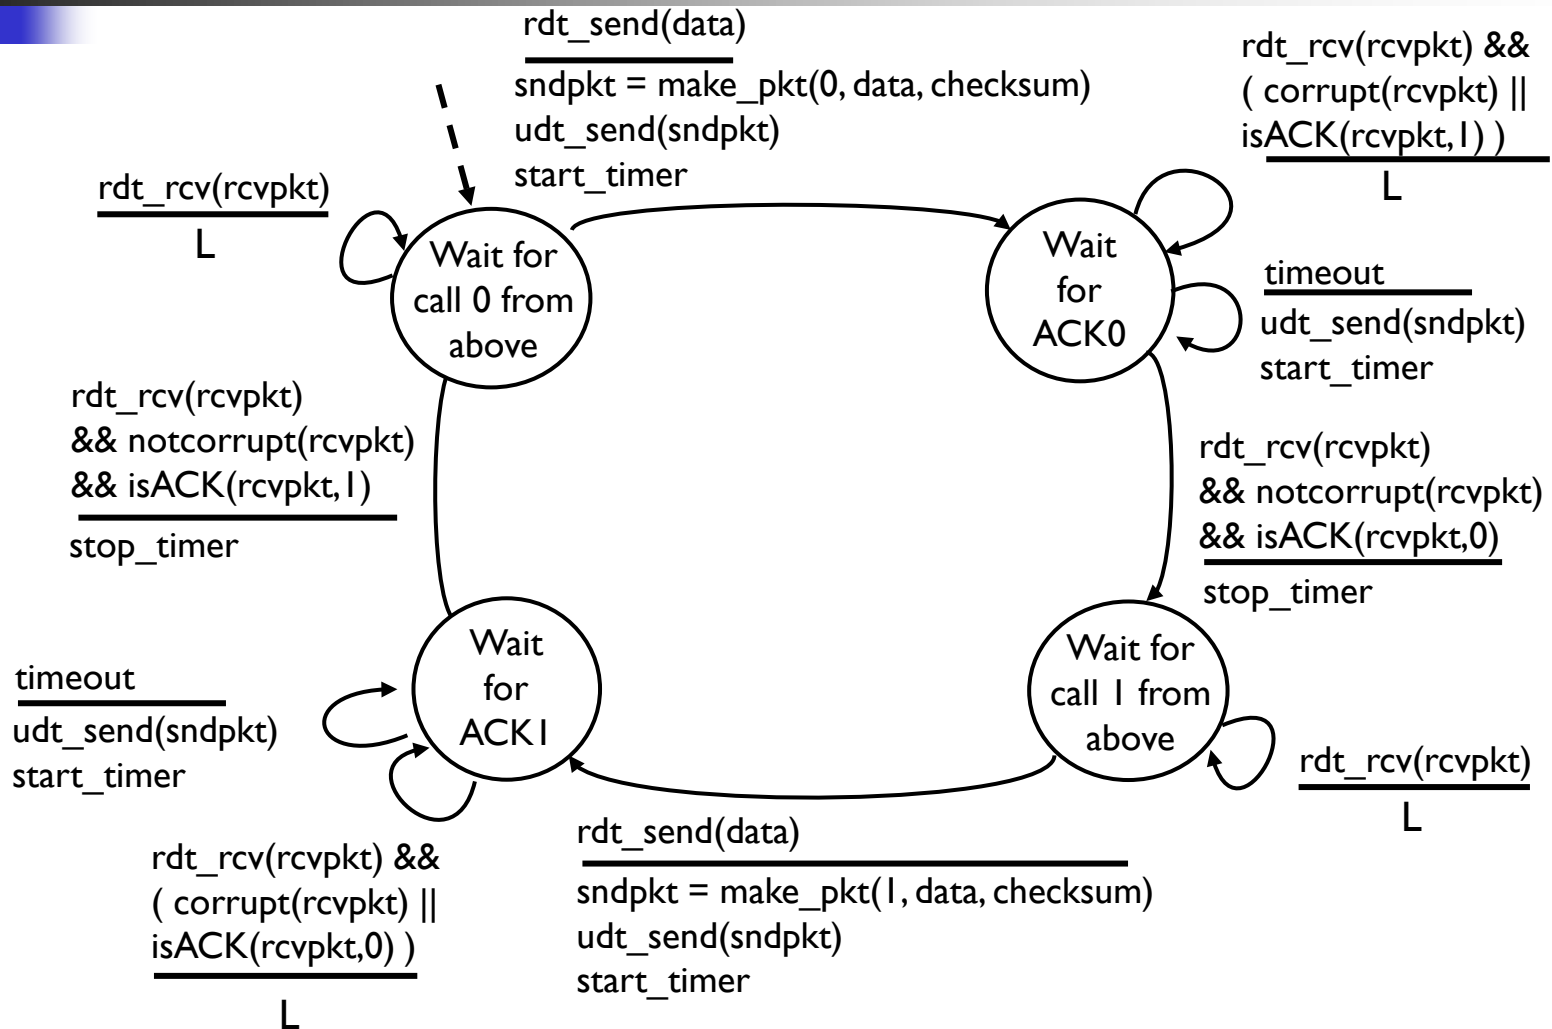 rdt_send(data)
sndpkt = make_pkt(0, data, checksum)
udt_send(sndpkt)
start_timer
rdt_rcv(rcvpkt) &&
( corrupt(rcvpkt) ||
isACK(rcvpkt,1) )
L
rdt_rcv(rcvpkt)
L
Wait for
call 0 from
above
Wait
for
ACK0
timeout
udt_send(sndpkt)
start_timer
rdt_rcv(rcvpkt)
&& notcorrupt(rcvpkt)
&& isACK(rcvpkt,1)
stop_timer
rdt_rcv(rcvpkt)
&& notcorrupt(rcvpkt)
&& isACK(rcvpkt,0)
stop_timer
Wait
for
ACK1
Wait for
call 1 from
above
timeout
udt_send(sndpkt)
start_timer
rdt_rcv(rcvpkt)
L
rdt_rcv(rcvpkt) &&
( corrupt(rcvpkt) ||
isACK(rcvpkt,0) )
L
rdt_send(data)
sndpkt = make_pkt(1, data, checksum)
udt_send(sndpkt)
start_timer